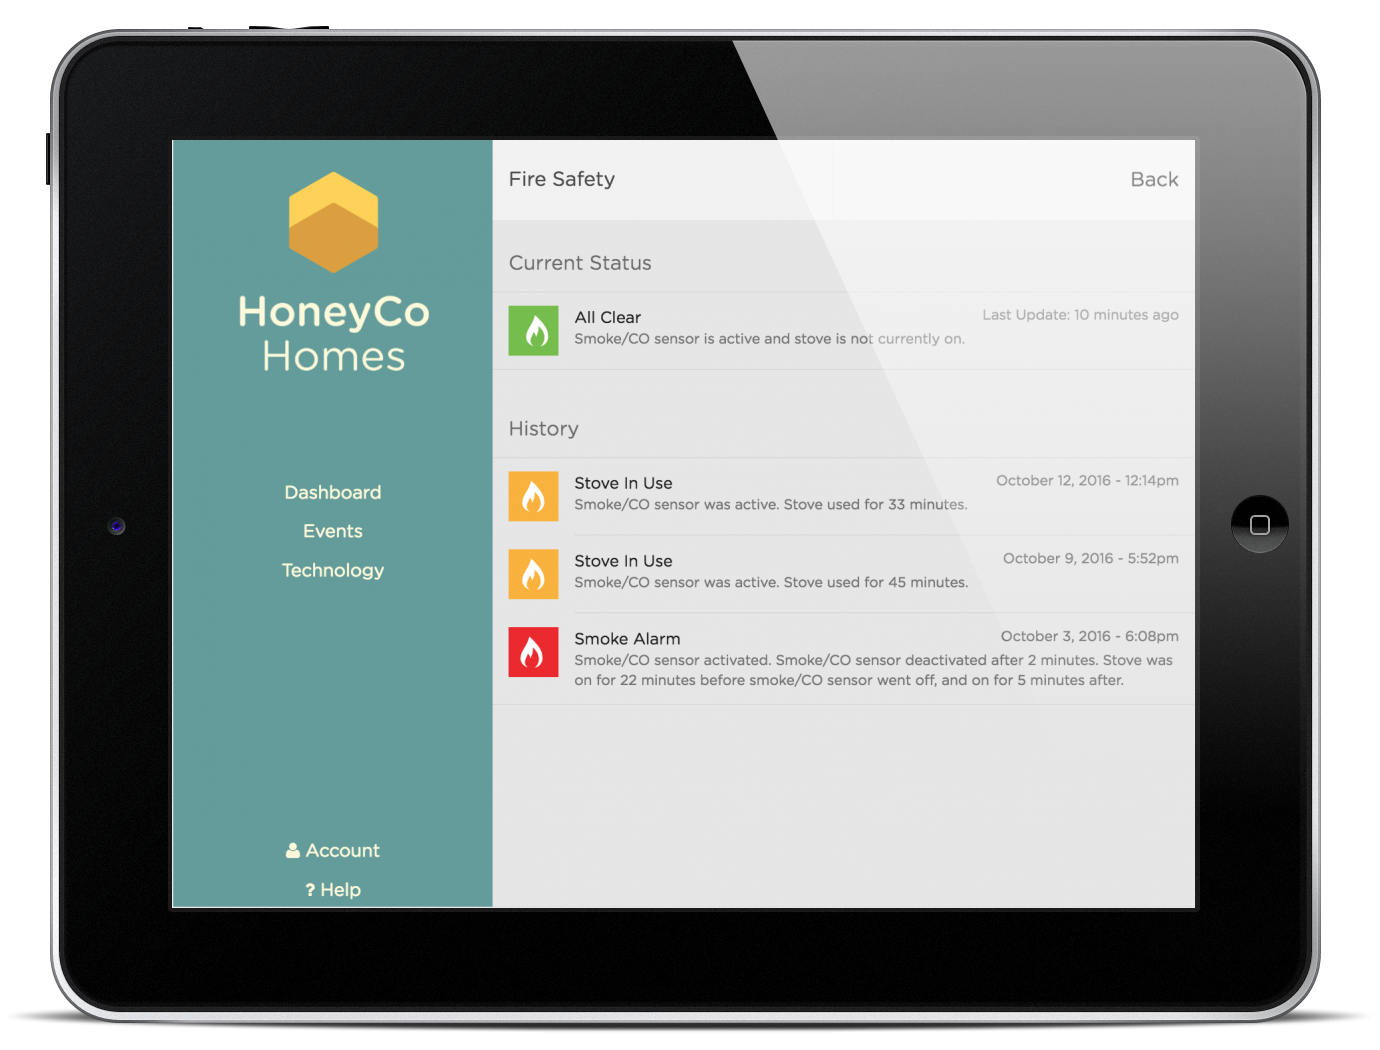 HoneyCo
Homes
Dashboard
Events
Technology
Account
? Help
Fire Safety
Back
Current Status
All Clear
Last Update: 10 minutes ago
Smoke/CO sensor is active and stove is not currently on.
History
Stove In Use
October 12, 2016 - 12:14pm
Smoke/CO sensor was active. Stove used for 33 minutes.
Stove In Use
October 9, 2016 - 5:52pm
Smoke/CO sensor was active. Stove used for 45 minutes.
Smoke Alarm
October 3, 2016 - 6:08pm
Smoke/CO sensor activated. Smoke/CO sensor deactivated after 2 minutes. Stove was
on for 22 minutes before smoke/CO sensor went off, and on for 5 minutes after.